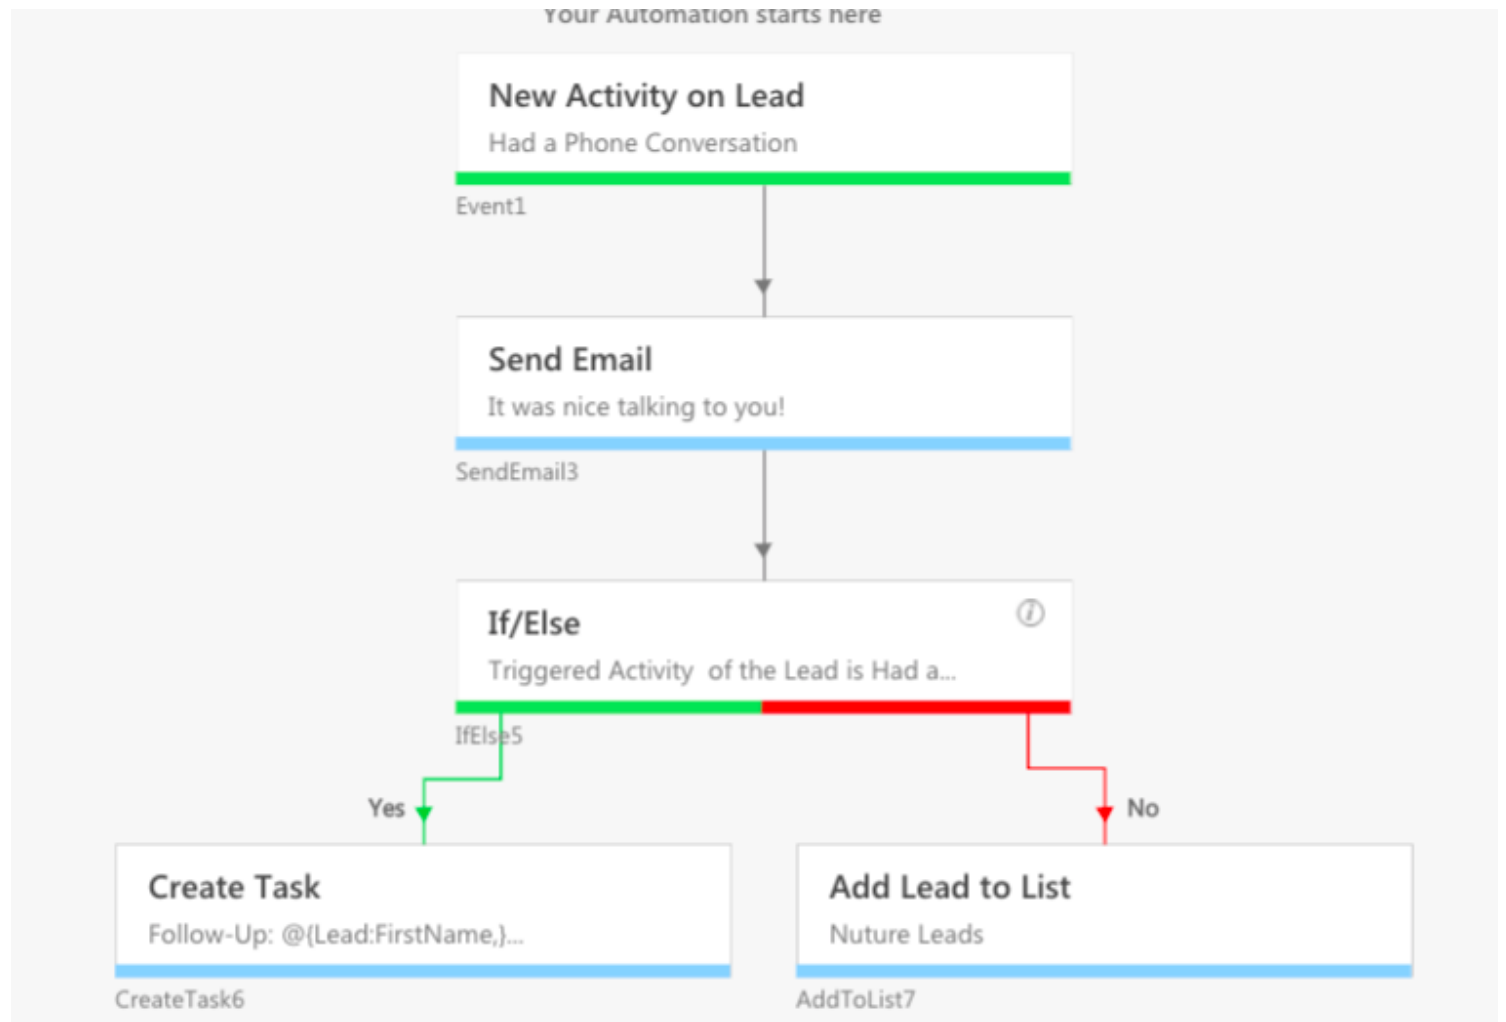 Your Automation starts here
New Activity on Lead
Had a Phone Conversation
Event1
Send Email
It was nice talking to you!
SendEmail3
If/Else
i
Triggered Activity  of the Lead is Had a...
IfElse5
Yes
No
Create Task
Follow-Up: @{Lead:FirstName,}...
CreateTask6
Add Lead to List
Nuture Leads
AddToList7